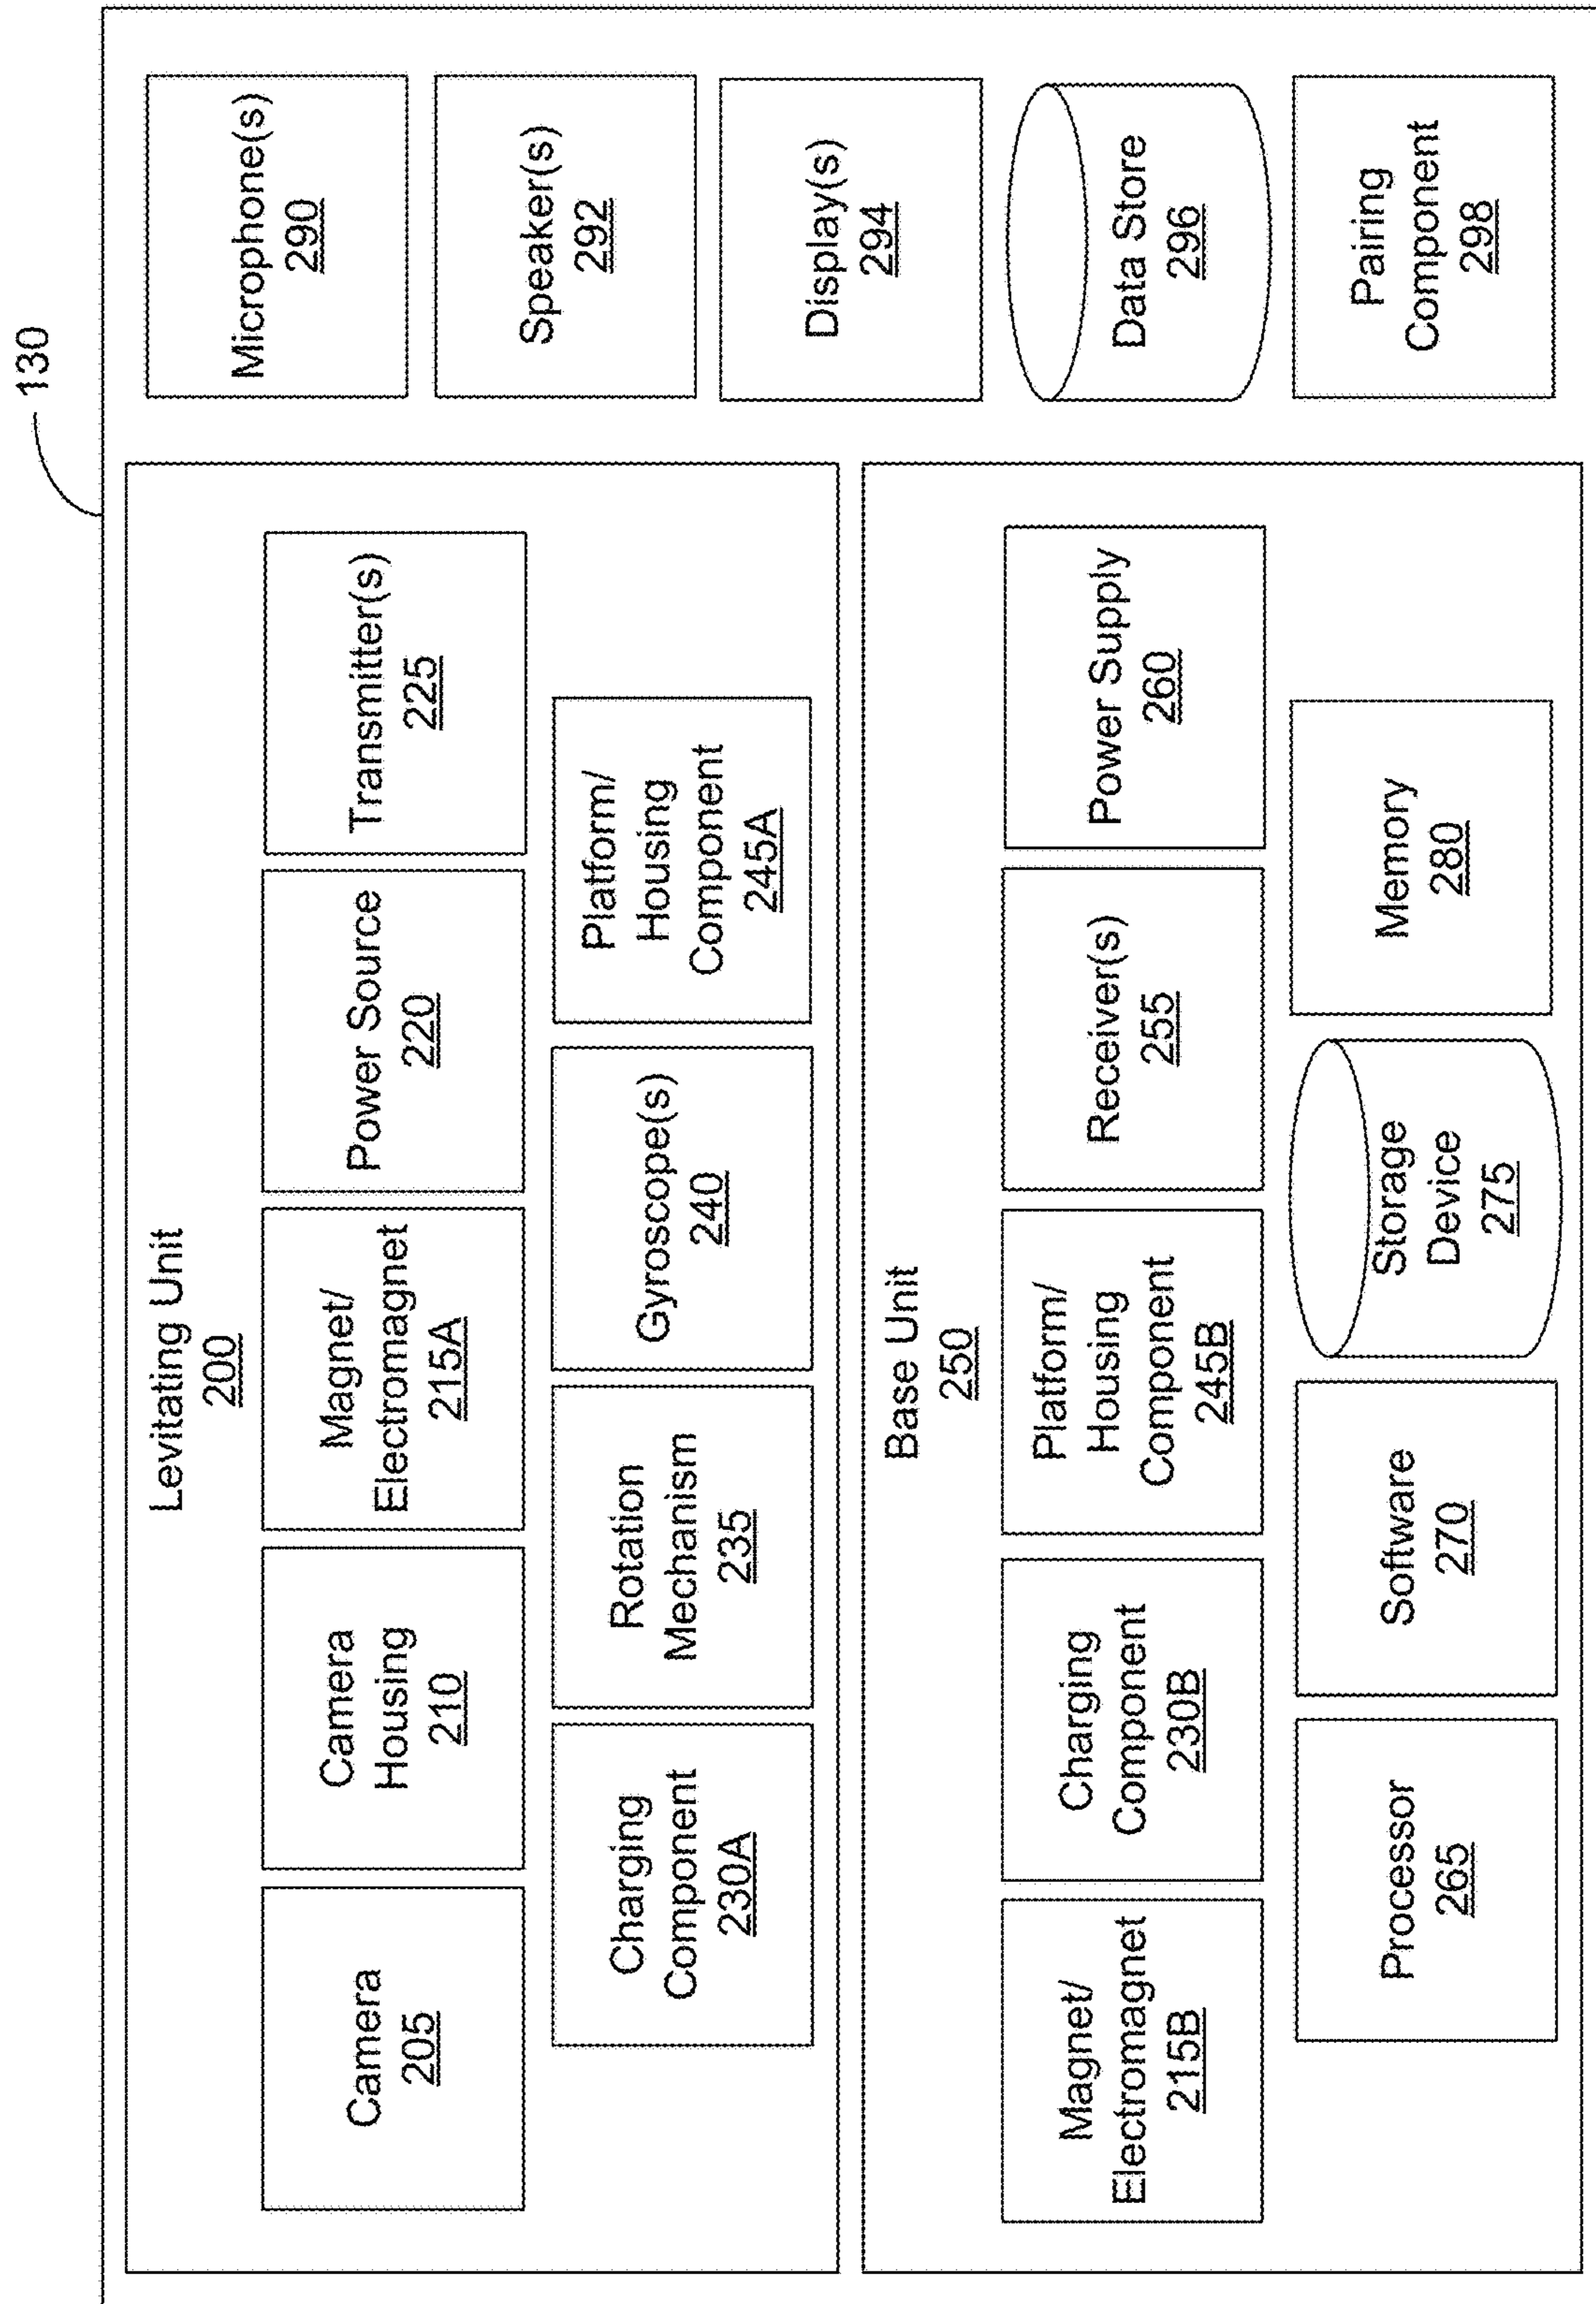 130
Levitating Unit
200
Camera
205
Camera
Housing
210
Magnet/
Electromagnet
215A
Power Source
220
Transmitter(s)
225
Charging
Component
230A
Rotation
Mechanism
235
Gyroscope(s)
240
Platform/
Housing
Component
245A
Base Unit
250
Magnet/
Electromagnet
215B
Charging
Component
230B
Platform/
Housing
Component
245B
Receiver(s)
255
Power Supply
260
Processor
265
Software
270
Storage
Device
275
Memory
280
Microphone(s)
290
Speaker(s)
292
Display(s)
294
Data Store
296
Pairing
Component
298